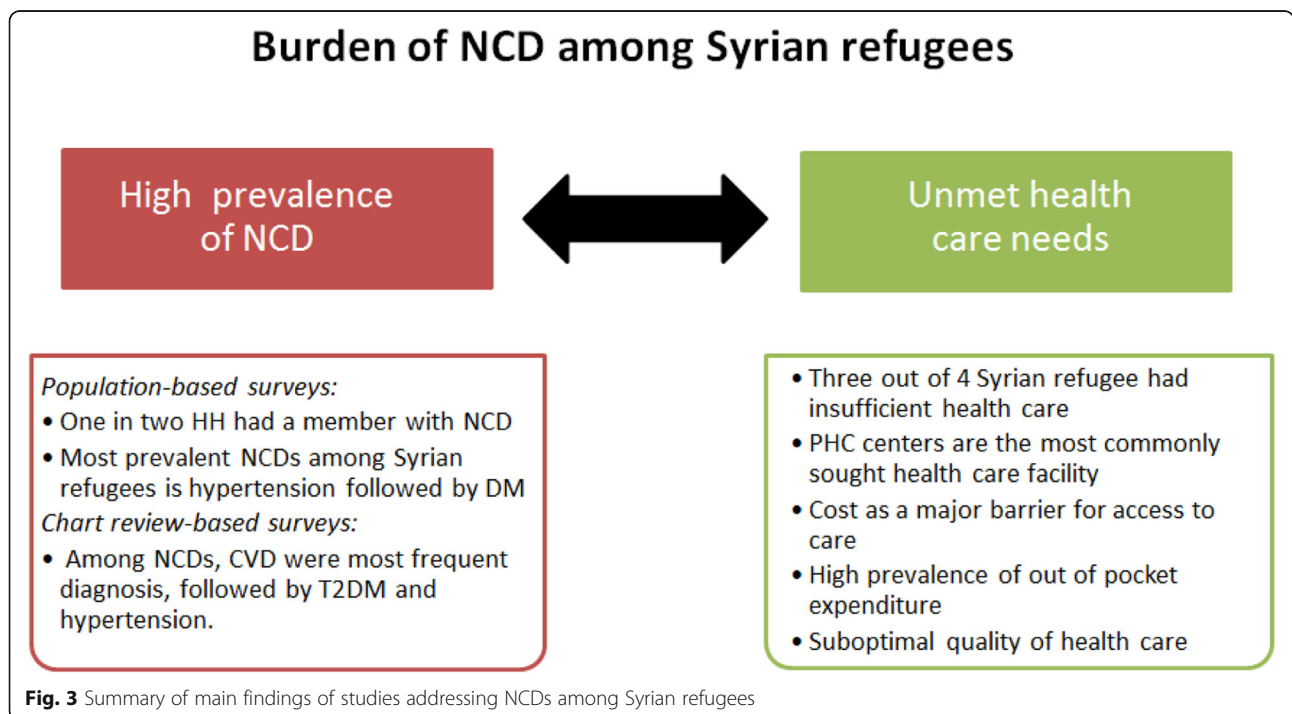 Burden of NCD among Syrian refugees
High prevalence
of NCD
Unmet health
care needs
Population-based surveys:
• One in two HH had a member with NCD
• Most prevalent NCDs among Syrian
refugees is hypertension followed by DM
Chart review-based surveys:
• Among NCDs, CVD were most frequent
diagnosis, followed by T2DM and
hypertension.
• Three out of 4 Syrian refugee had
insufficient health care
• PHC centers are the most commonly
sought health care facility
• Cost as a major barrier for access to
care
• High prevalence of out of pocket
expenditure
• Suboptimal quality of health care
Fig. 3 Summary of main findings of studies addressing NCDs among Syrian refugees